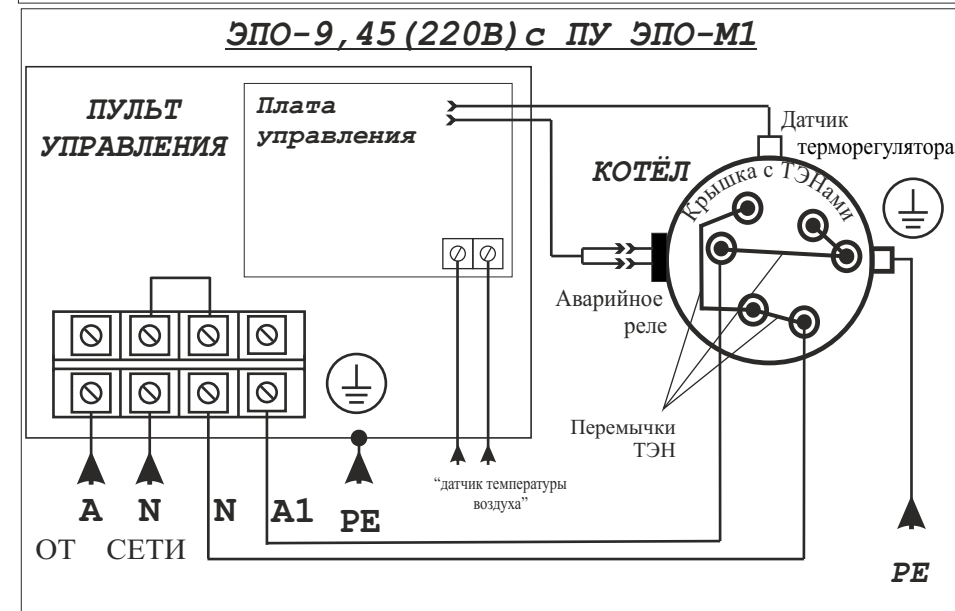 ЭПО-9,45(220В)с ПУ ЭПО-М1
ПУЛЬТ
УПРАВЛЕНИЯ
Плата
управления
Датчик
терморегулятора
КОТЁЛ
Крышка с ТЭНами
Аварийное
реле
Перемычки
ТЭН
“датчик температуры
воздуха”
A N N A1 PE
ОТ СЕТИ
PE